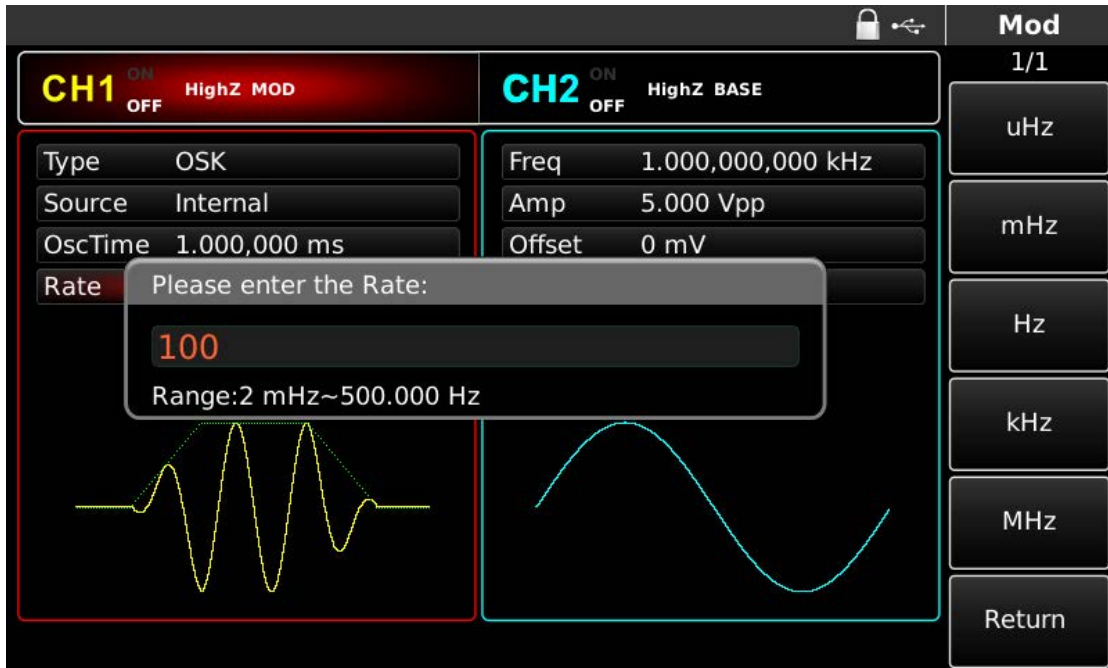 Mod
1/1
CH1 ON OFF HighZ MOD
CH2 ON OFF HighZ BASE
Type OSK
Source Internal
OscTime 1.000,000 ms
Rate
Freq 1.000,000,000 kHz
Amp 5.000 Vpp
Offset 0 mV
Please enter the Rate:
100
Range:2 mHz~500.000 Hz
uHz
mHz
Hz
kHz
MHz
Return